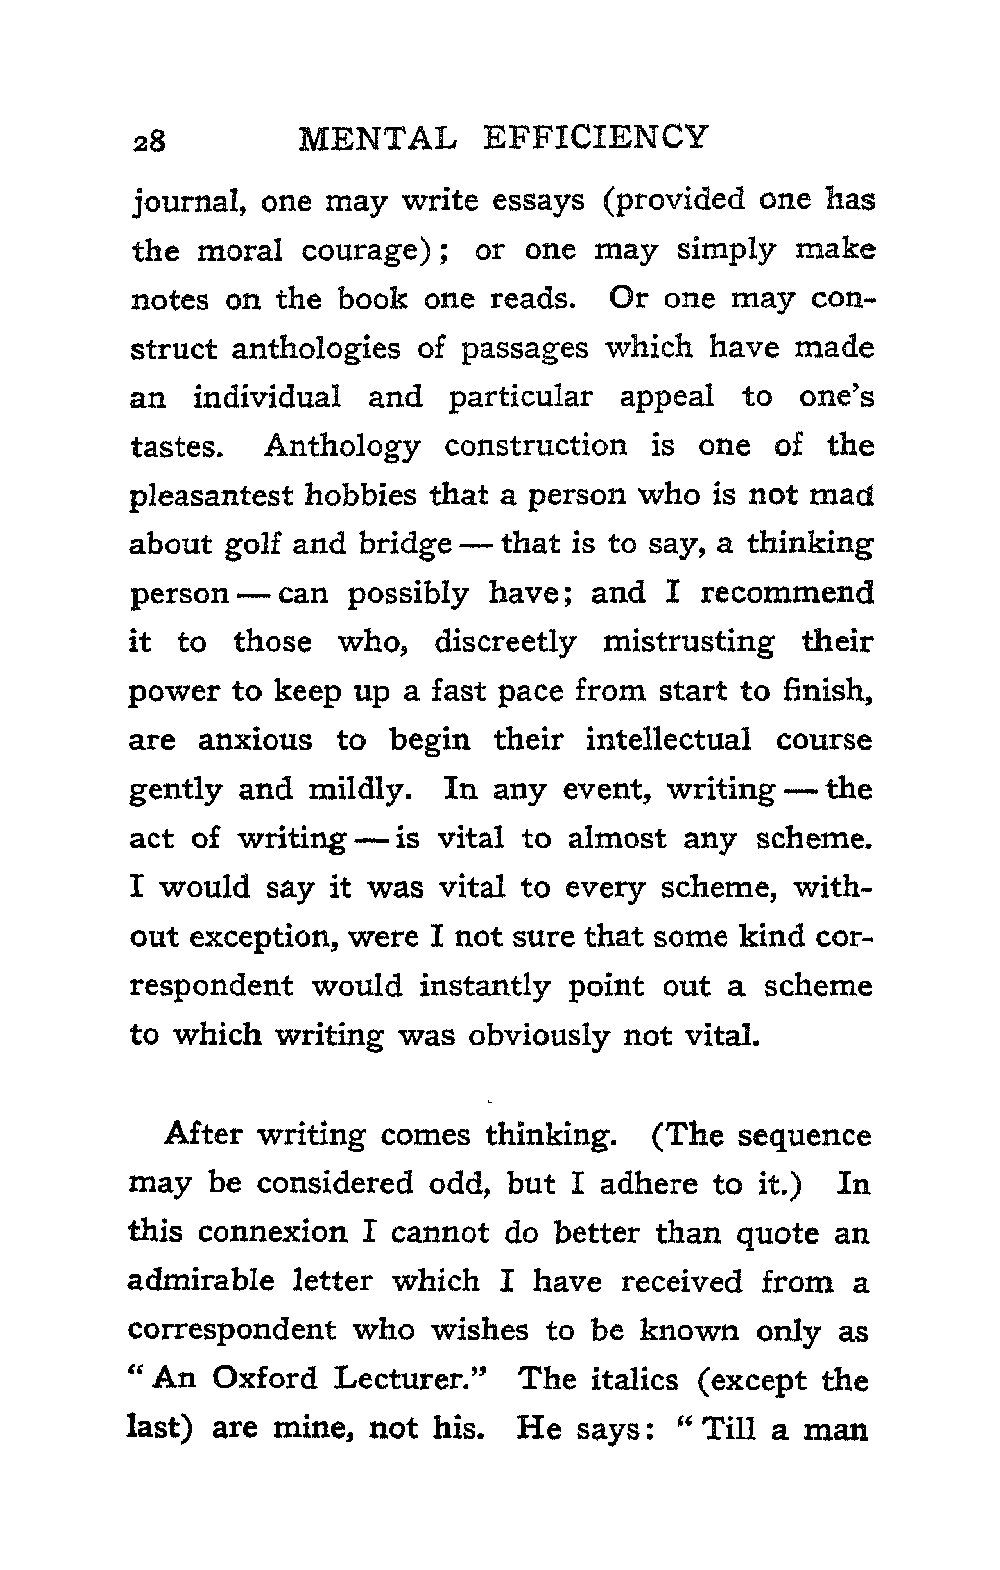 28 MENTAL EFFICIENCY
journal, one may write essays (provided one has
the moral courage); or one may simply make
notes on the book one reads. Or one may con-
struct anthologies of passages which have made
an individual and particular appeal to one's
tastes. Anthology construction is one of the
pleasantest hobbies that a person who is not mad
about golf and bridge — that is to say, a thinking
person — can possibly have; and I recommend
it to those who, discreetly mistrusting their
power to keep up a fast pace from start to finish,
are anxious to begin their intellectual course
gently and mildly. In any event, writing — the
act of writing — is vital to almost any scheme.
I would say it was vital to every scheme, with-
out exception, were I not sure that some kind cor-
respondent would instantly point out a scheme
to which writing was obviously not vital.
After writing comes thinking. (The sequence
may be considered odd, but I adhere to it.) In
this connexion I cannot do better than quote an
admirable letter which I have received from a
correspondent who wishes to be known only as
“ An Oxford Lecturer.” The italics (except the
last) are mine, not his. He says: “ Till a man